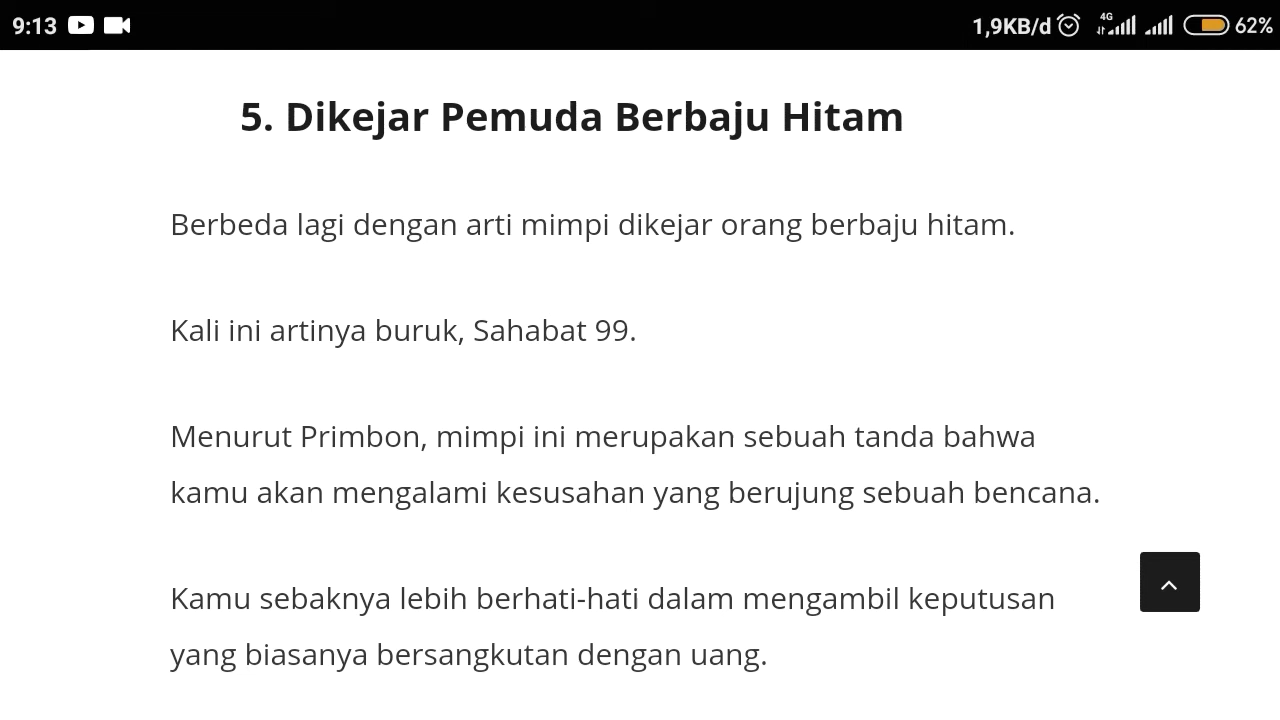 9:13 1,9KB/d 4G 62%
5. Dikejar Pemuda Berbaju Hitam
Berbeda lagi dengan arti mimpi dikejar orang berbaju hitam.
Kali ini artinya buruk, Sahabat 99.
Menurut Primbon, mimpi ini merupakan sebuah tanda bahwa
kamu akan mengalami kesusahan yang berujung sebuah bencana.
Kamu sebaknya lebih berhati-hati dalam mengambil keputusan
yang biasanya bersangkutan dengan uang.